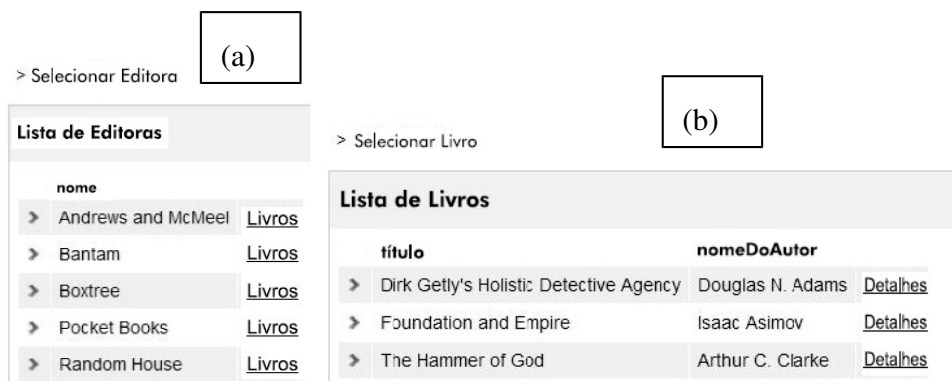 (a)
> Selecionar Editora
Lista de Editoras
nome
Andrews and McMeel Livros
Bantam Livros
Boxtree Livros
Pocket Books Livros
Random House Livros
(b)
> Selecionar Livro
Lista de Livros
título nomeDoAutor
Dirk Getly's Holistic Detective Agency Douglas N. Adams Detalhes
Foundation and Empire Isaac Asimov Detalhes
The Hammer of God Arthur C. Clarke Detalhes